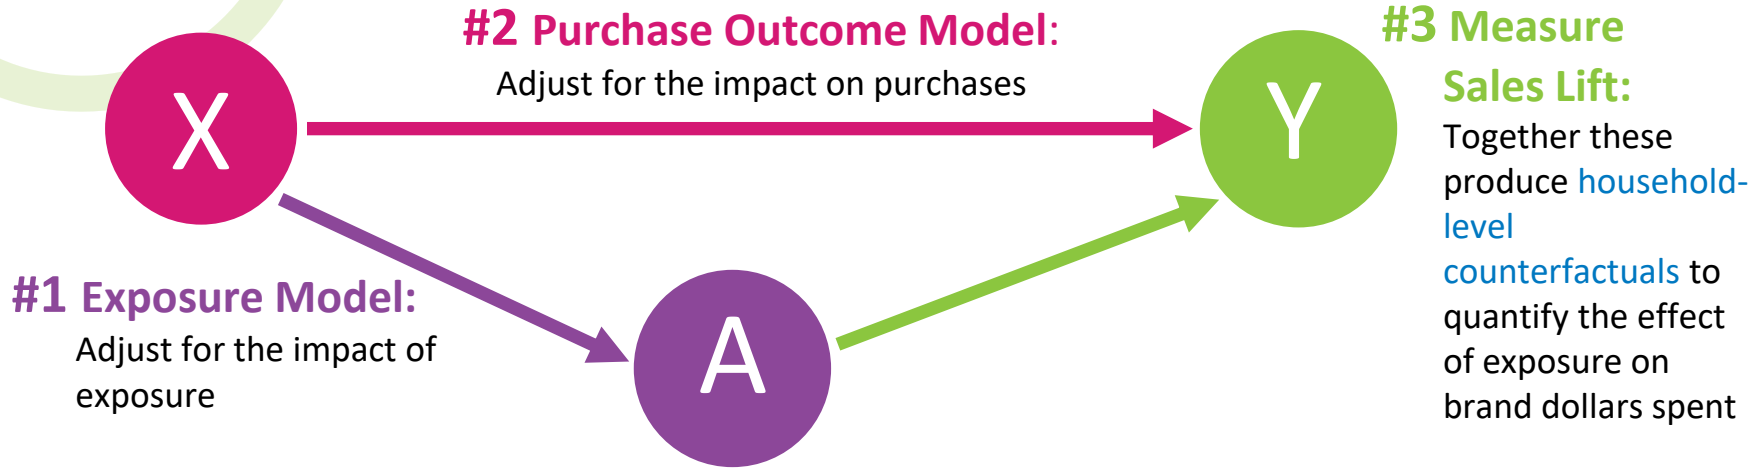 #2 Purchase Outcome Model:
Adjust for the impact on purchases
X
Y
#3 Measure
Sales Lift:
Together these
produce household-
level
counterfactuals to
quantify the effect
of exposure on
brand dollars spent
#1 Exposure Model:
Adjust for the impact of
exposure
A